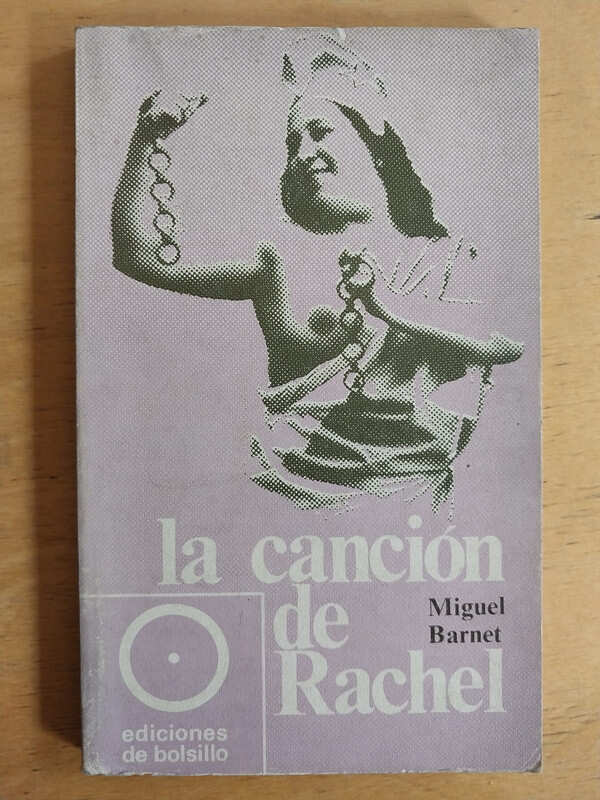 la canción
de
Rachel
Miguel
Barnet
ediciones
de bolsillo